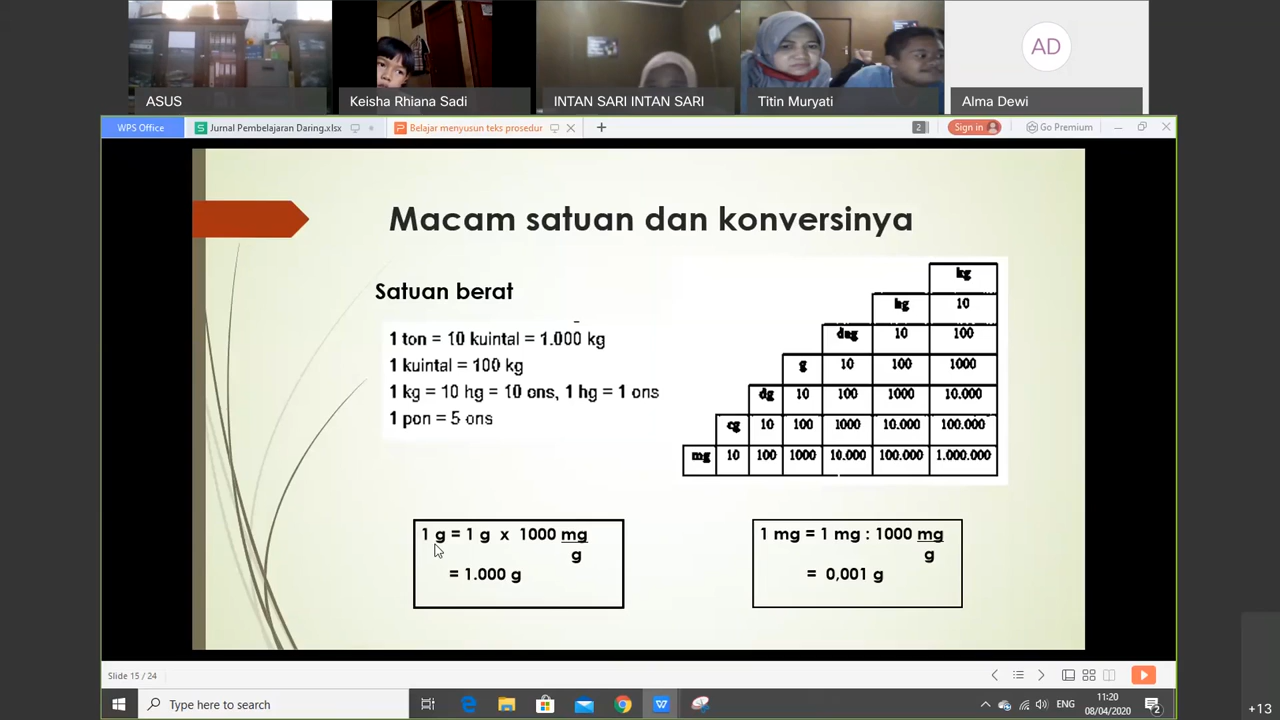 AD
ASUS
Keisha Rhiana Sadi
INTAN SARI INTAN SARI
Titin Muryati
Alma Dewi
WPS Office
Jurnal Pembelajaran Daring.xlsx
Belajar menyusun teks prosedur
2
Sign in
Go Premium
Macam satuan dan konversinya
Satuan berat
1 ton = 10 kuintal = 1.000 kg
1 kuintal = 100 kg
1 kg = 10 hg = 10 ons, 1 hg = 1 ons
1 pon = 5 ons
kg
hg 10
dag 10 100
g 10 100 1000
dg 10 100 1000 10.000
cg 10 100 1000 10.000 100.000
mg 10 100 1000 10.000 100.000 1.000.000
1 g = 1 g x 1000 mg
g
= 1.000 g
1 mg = 1 mg : 1000 mg
g
= 0,001 g
Slide 15 / 24
Type here to search
ENG
11:20
08/04/2020
2
+13